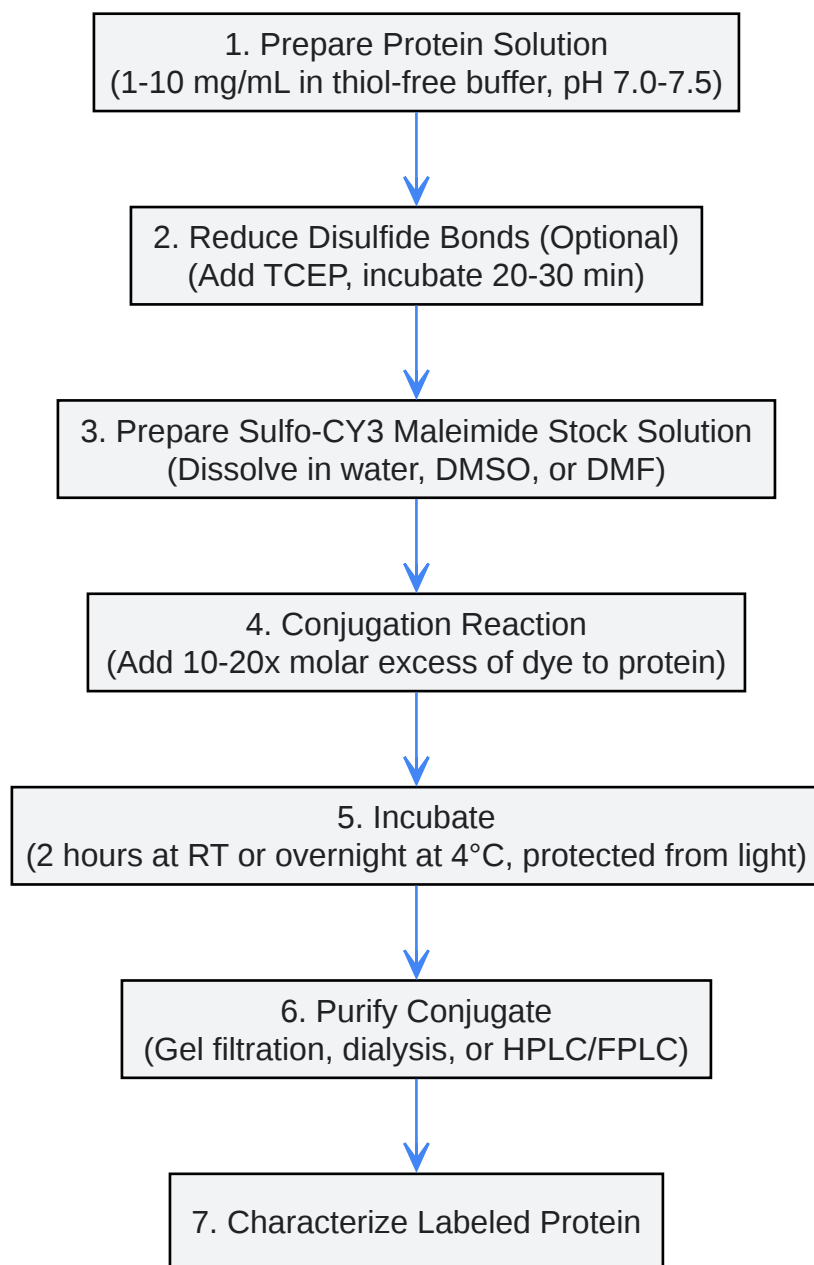 1. Prepare Protein Solution
(1-10 mg/mL in thiol-free buffer, pH 7.0-7.5)
2. Reduce Disulfide Bonds (Optional)
(Add TCEP, incubate 20-30 min)
3. Prepare Sulfo-CY3 Maleimide Stock Solution
(Dissolve in water, DMSO, or DMF)
4. Conjugation Reaction
(Add 10-20x molar excess of dye to protein)
5. Incubate
(2 hours at RT or overnight at 4°C, protected from light)
6. Purify Conjugate
(Gel filtration, dialysis, or HPLC/FPLC)
7. Characterize Labeled Protein